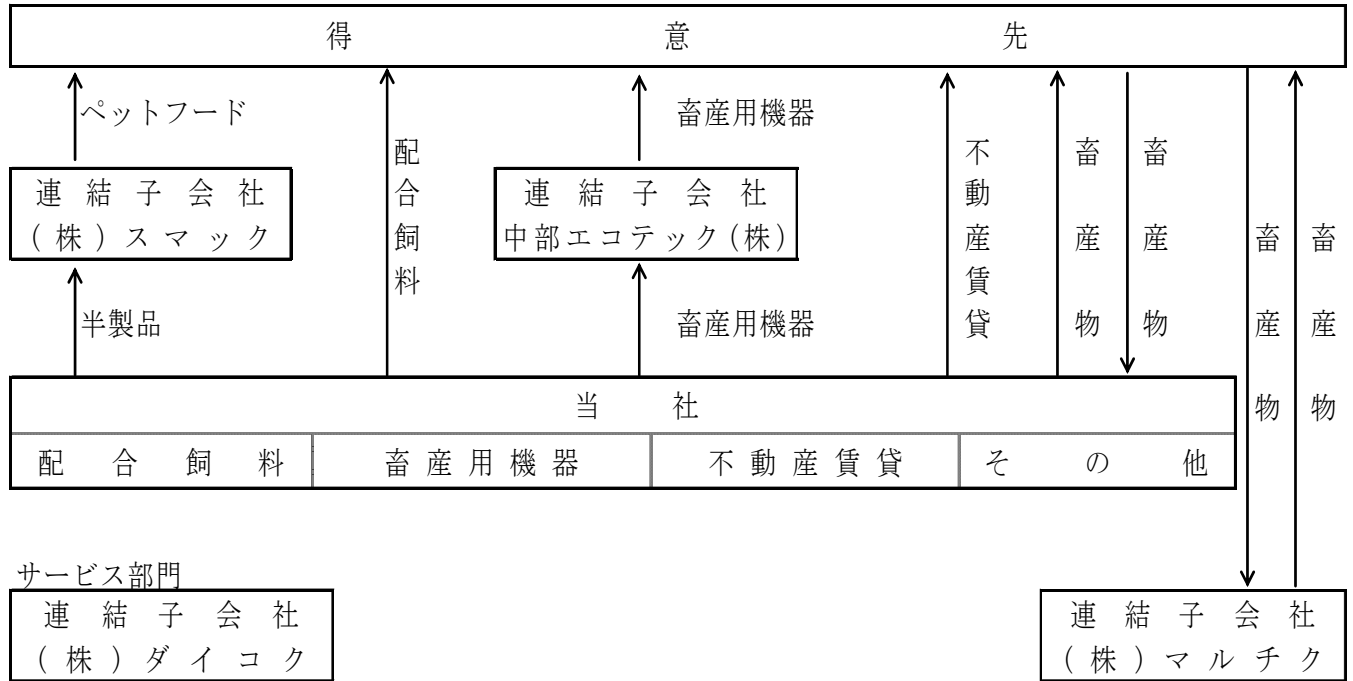 得意先
ペットフード
畜産用機器
配合飼料
不動産賃貸
畜産物
畜産物
畜産物
畜産物
連結子会社
(株)スマック
連結子会社
中部エコテック(株)
半製品
畜産用機器
当社
配合飼料
畜産用機器
不動産賃貸
その他
サービス部門
連結子会社
(株)ダイコク
連結子会社
(株)マルチク